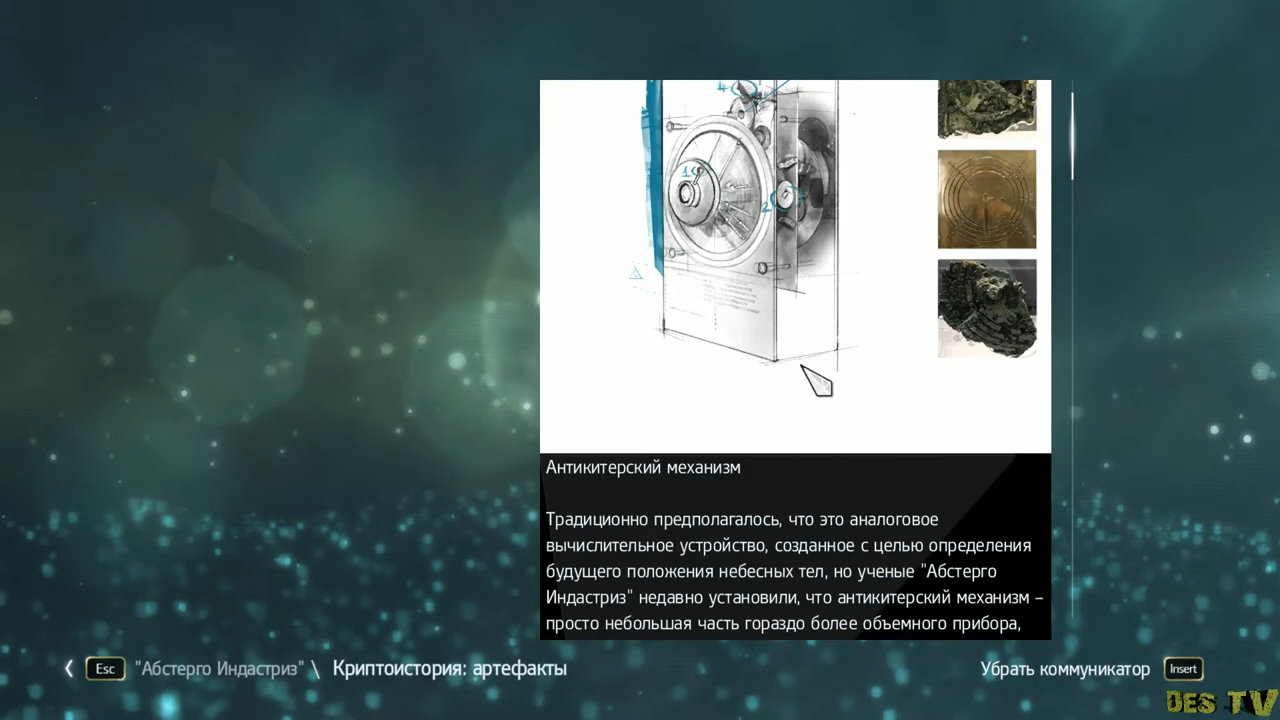 Антикитерский механизм
Традиционно предполагалось, что это аналоговое
вычислительное устройство, созданное с целью определения
будущего положения небесных тел, но ученые "Абстерго
Индастриз" недавно установили, что антикитерский механизм –
просто небольшая часть гораздо более объемного прибора,
Esc "Абстерго Индастриз" \ Криптоистория: артефакты
Убрать коммуникатор Insert
DES TV